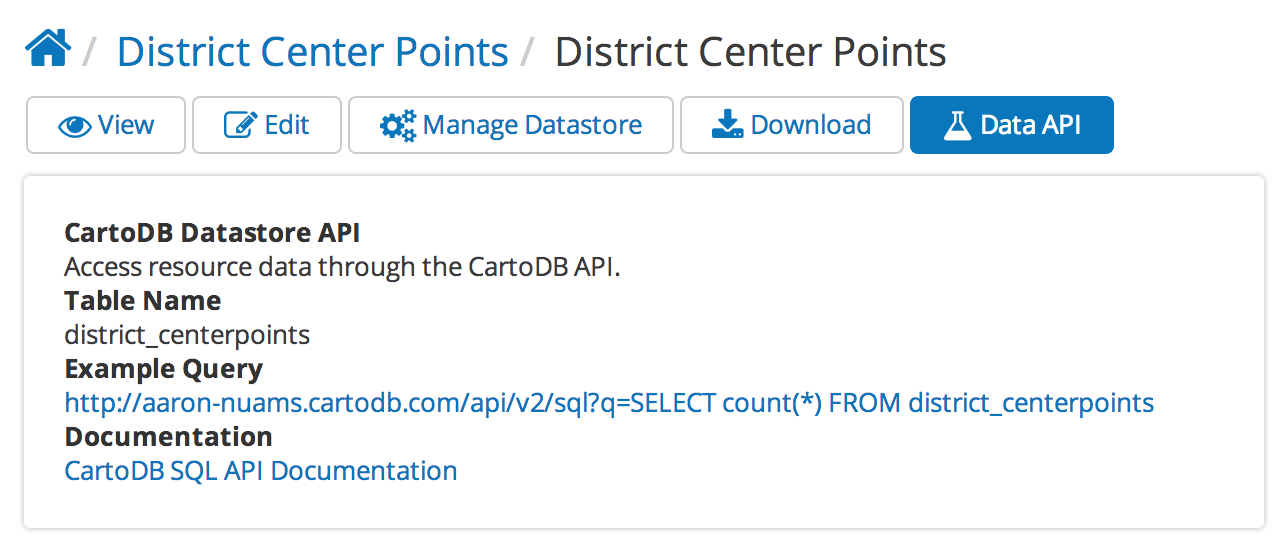 / District Center Points / District Center Points
View Edit Manage Datastore Download Data API
CartoDB Datastore API
Access resource data through the CartoDB API.
Table Name
district_centerpoints
Example Query
http://aaron-nuams.cartodb.com/api/v2/sql?q=SELECT count(*) FROM district_centerpoints
Documentation
CartoDB SQL API Documentation